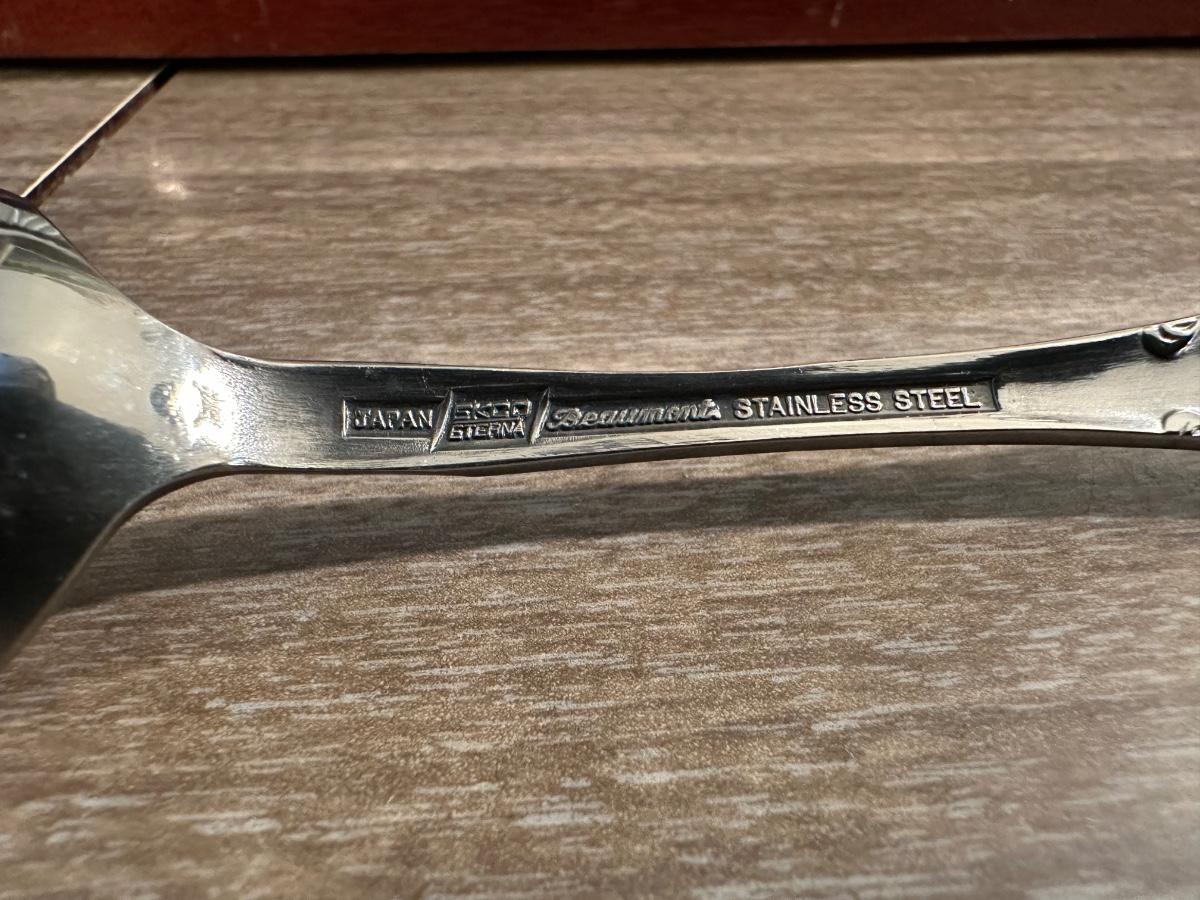 JAPAN
EKCO
ETERNA
Beaumont STAINLESS STEEL